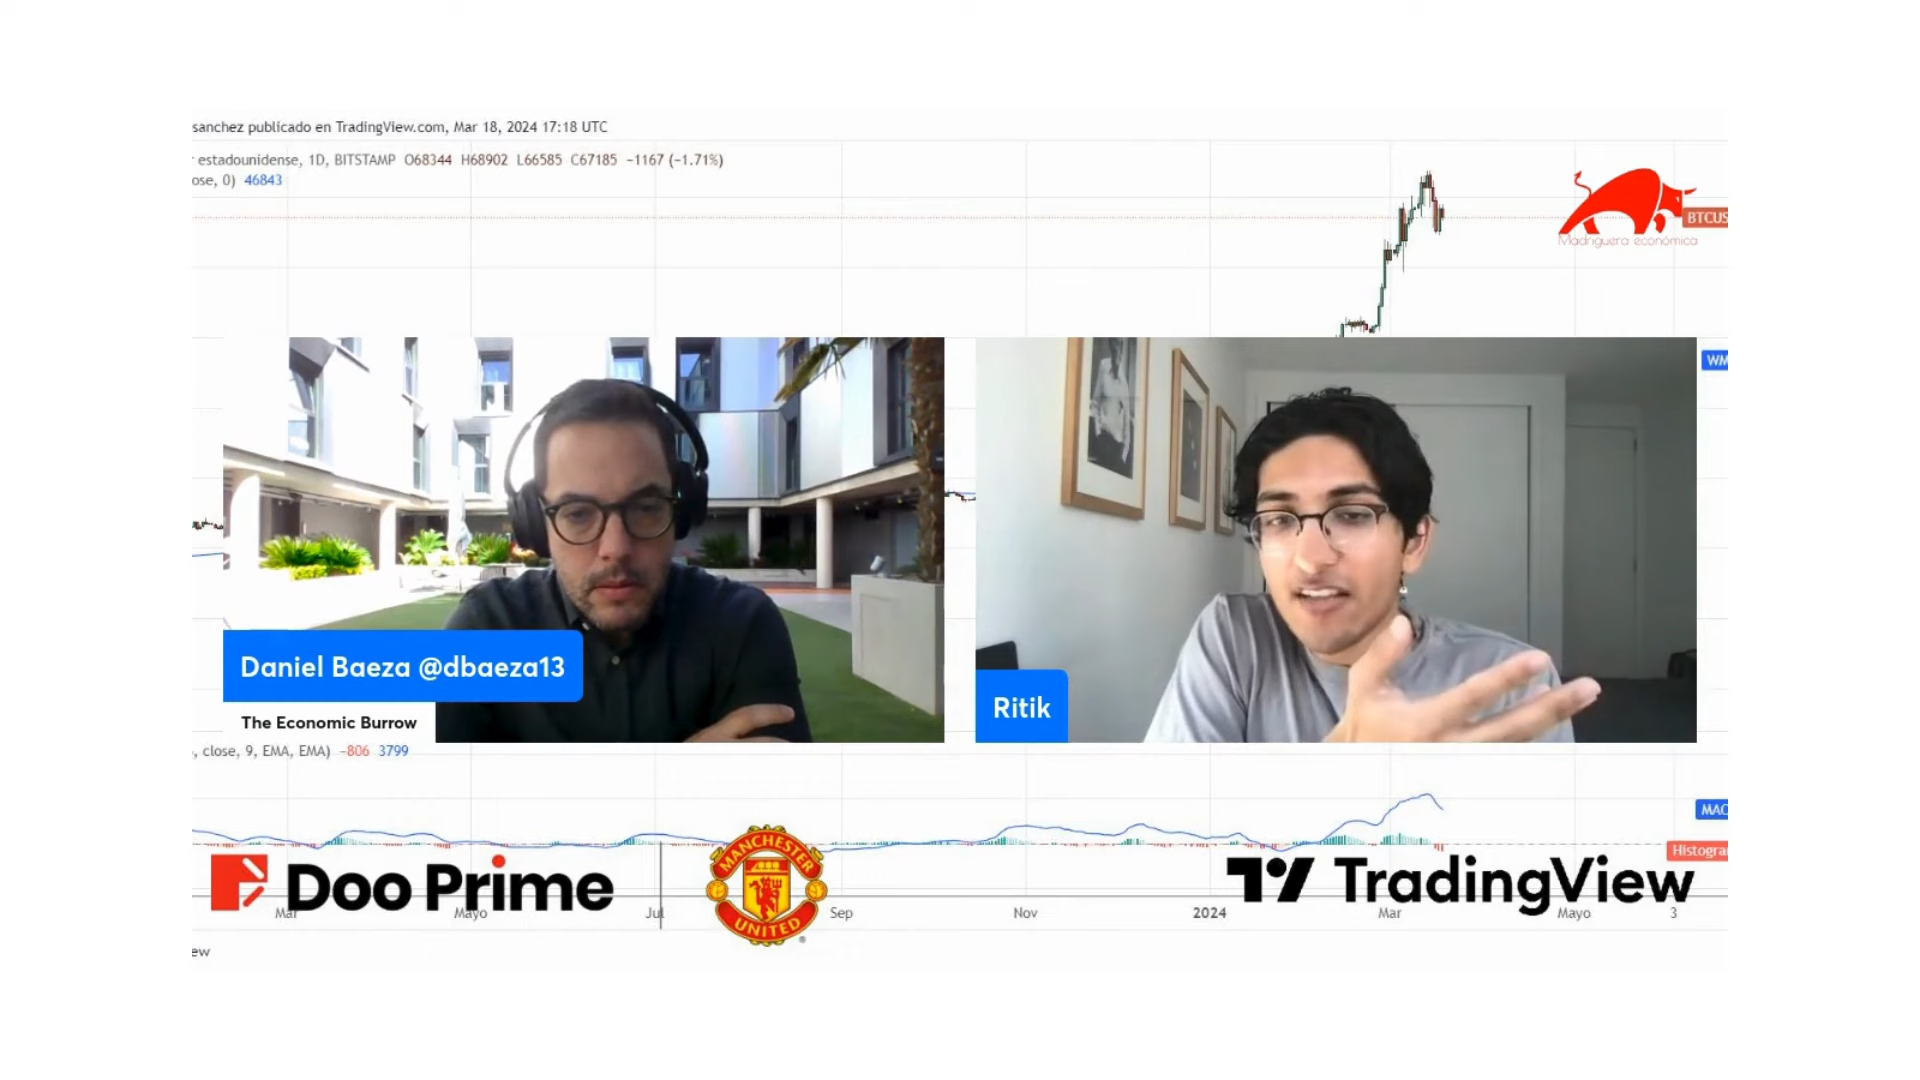 sanchez publicado en TradingView.com, Mar 18, 2024 17:18 UTC
estadounidense, 1D, BITSTAMP O68344 H68902 L66585 C67185 −1167 (−1.71%)
ose, 0) 46843
BTCUS
Madriguera económica
WM
Daniel Baeza @dbaeza13
Ritik
The Economic Burrow
, close, 9, EMA, EMA) −806 3799
MAC
Histogra
Doo Prime
MANCHESTER
UNITED
®
TradingView
Mar Mayo Jul Sep Nov 2024 Mar Mayo 3
ew